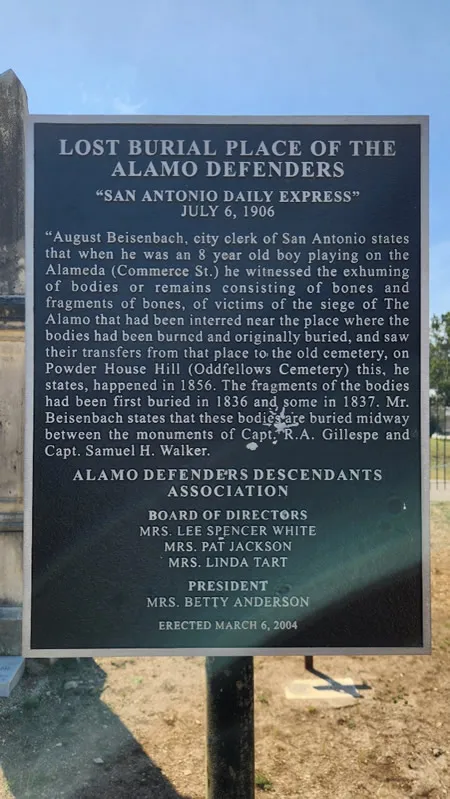 LOST BURIAL PLACE OF THE
ALAMO DEFENDERS
"SAN ANTONIO DAILY EXPRESS"
JULY 6, 1906
"August Beisenbach, city clerk of San Antonio states
that when he was an 8 year old boy playing on the
Alameda (Commerce St.) he witnessed the exhuming
of bodies or remains consisting of bones and
fragments of bones, of victims of the siege of The
Alamo that had been interred near the place where the
bodies had been burned and originally buried, and saw
their transfers from that place to the old cemetery, on
Powder House Hill (Oddfellows Cemetery) this, he
states, happened in 1856. The fragments of the bodies
had been first buried in 1836 and some in 1837. Mr.
Beisenbach states that these bodies are buried midway
between the monuments of Capt. R.A. Gillespe and
Capt. Samuel H. Walker.
ALAMO DEFENDERS DESCENDANTS
ASSOCIATION
BOARD OF DIRECTORS
MRS. LEE SPENCER WHITE
MRS. PAT JACKSON
MRS. LINDA TART
PRESIDENT
MRS. BETTY ANDERSON
ERECTED MARCH 6, 2004